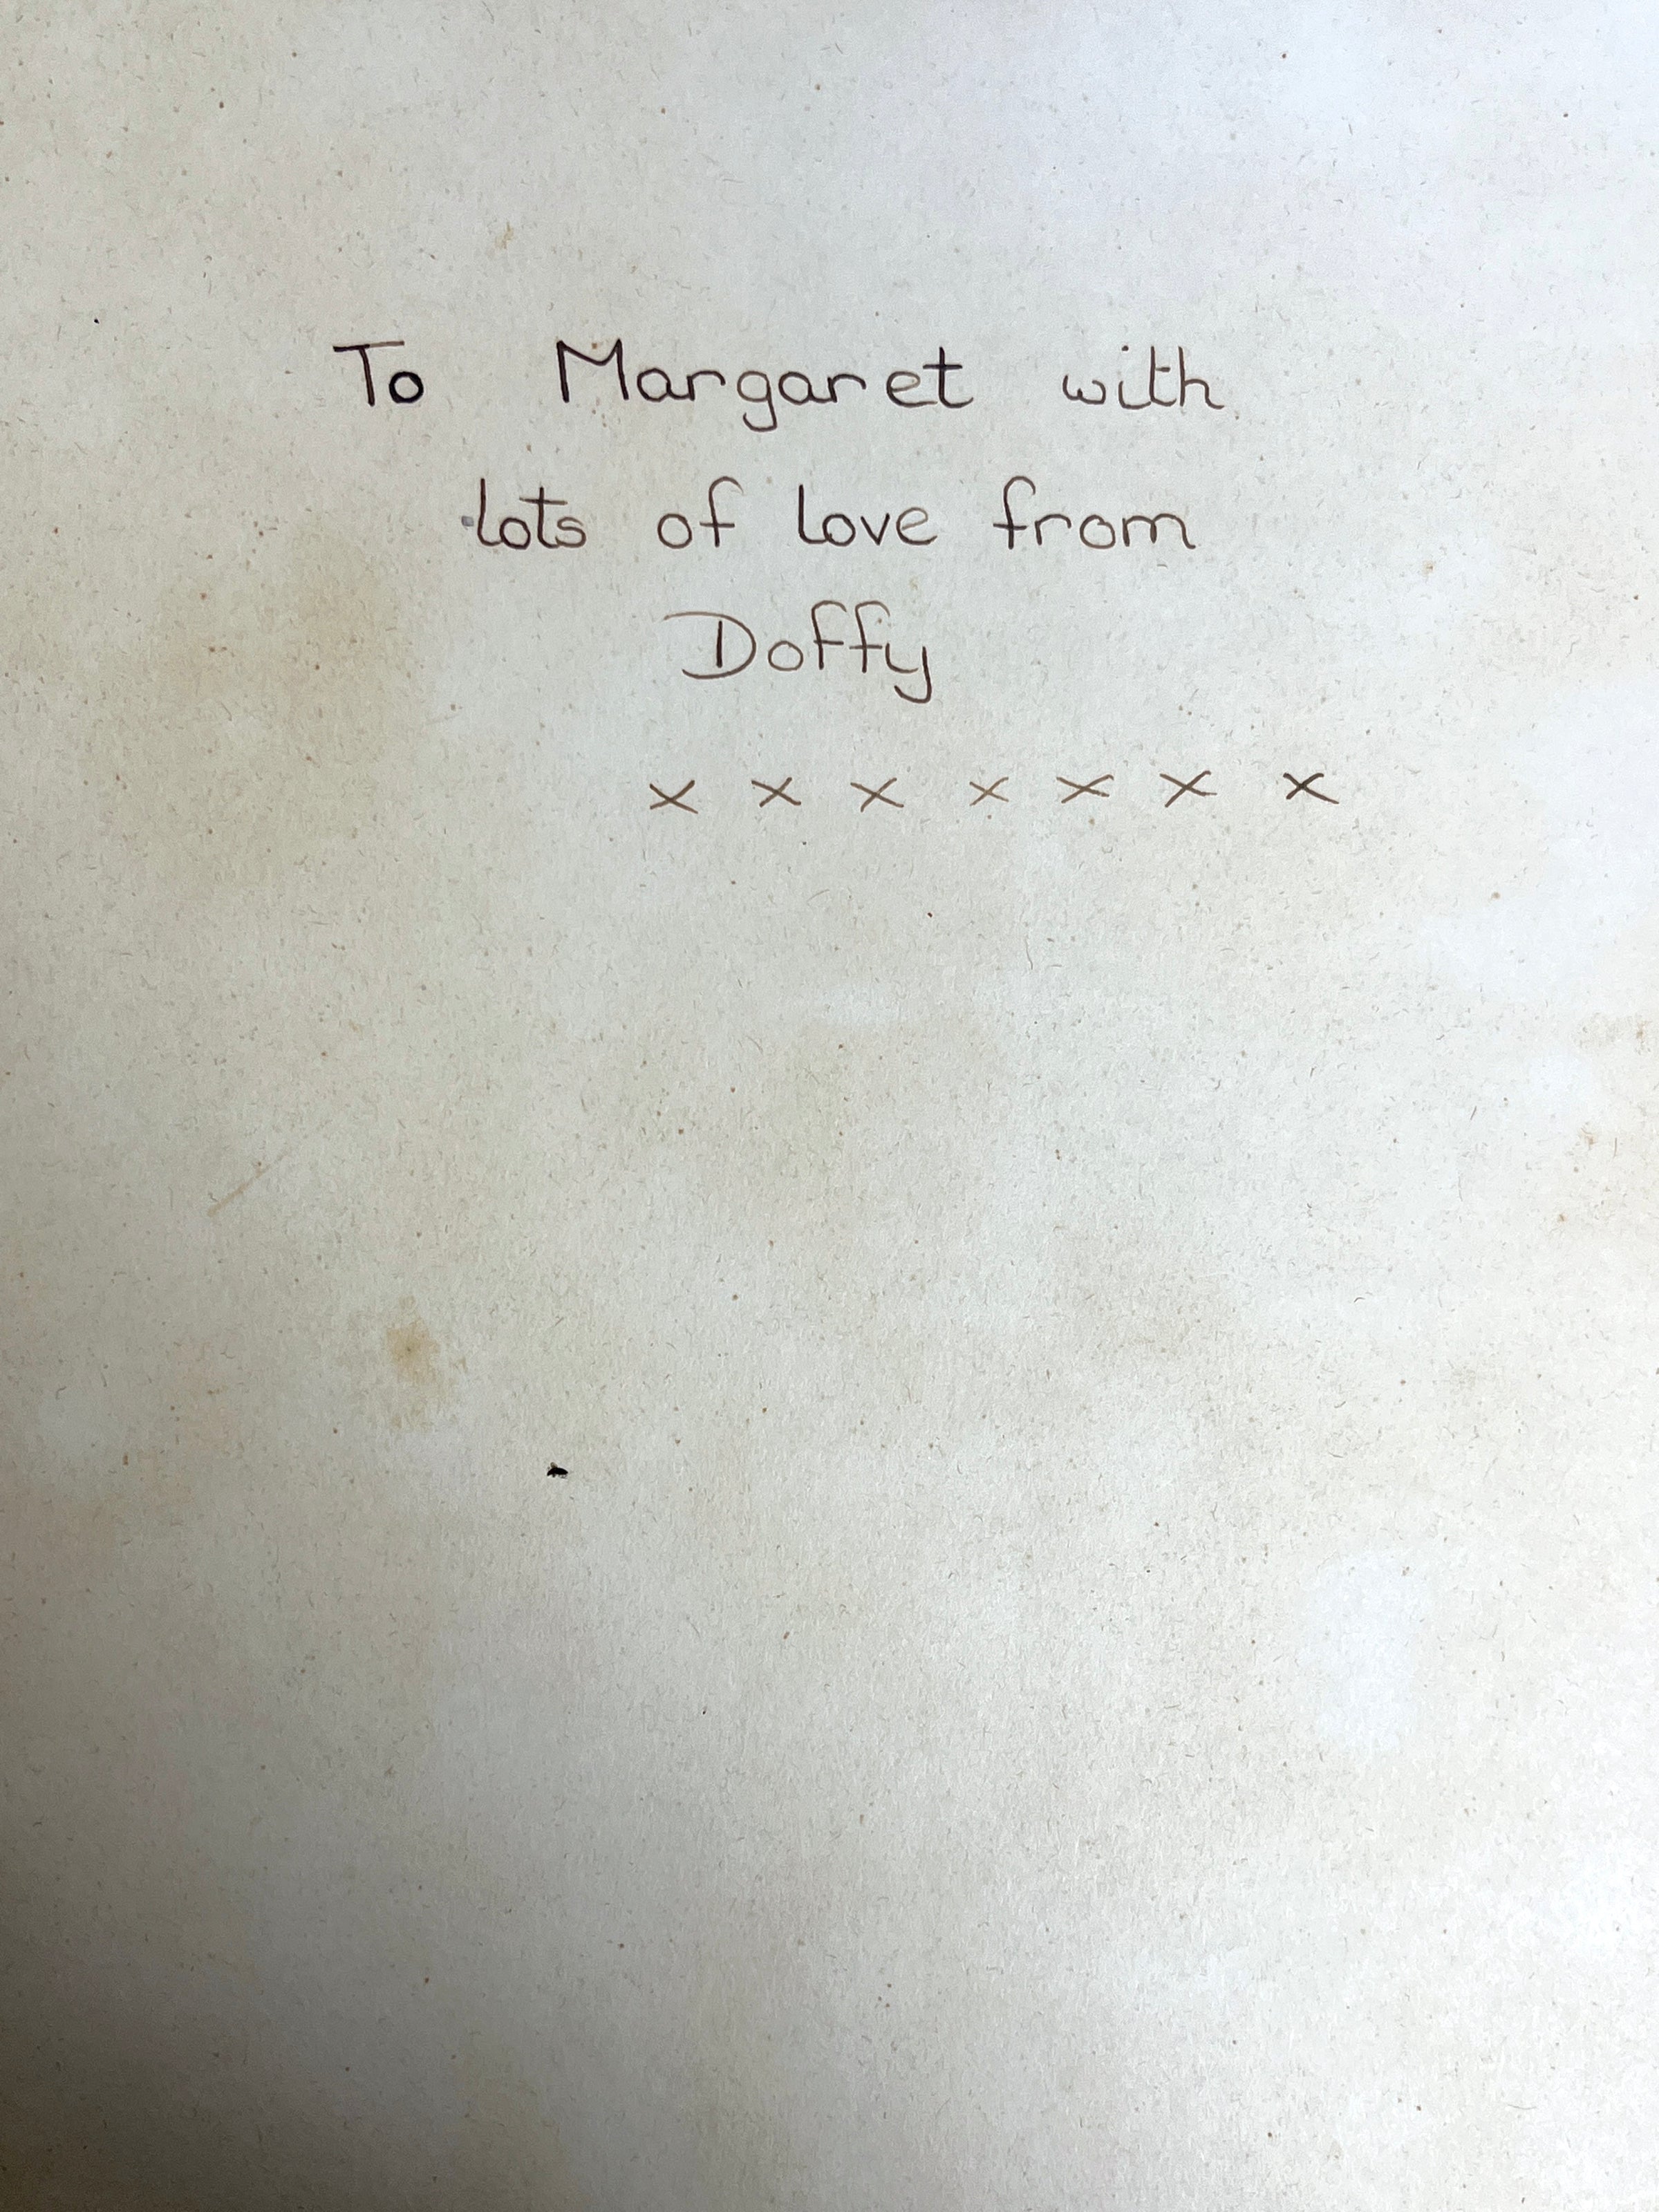 To Margaret with
lots of love from
Doffy
x x x x x x x